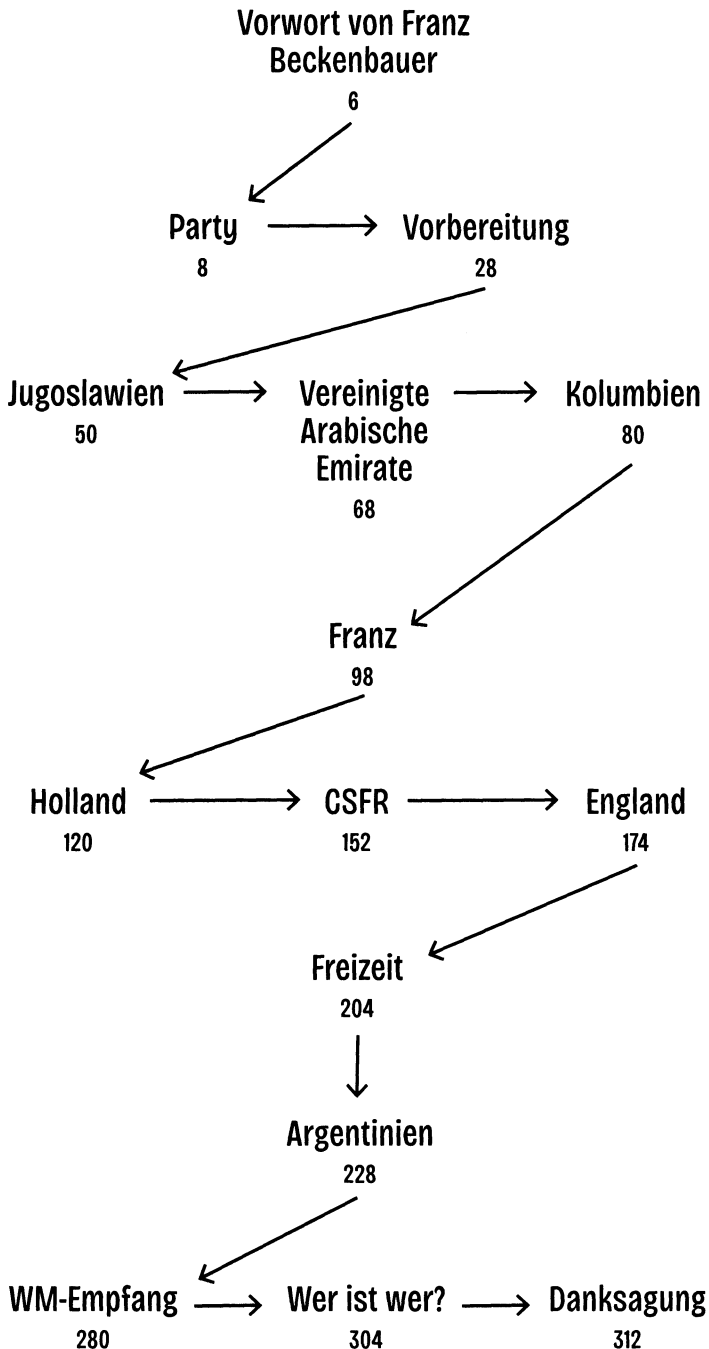 Vorwort von Franz
Beckenbauer
6
Party
8
Vorbereitung
28
Jugoslawien
50
Vereinigte
Arabische
Emirate
68
Kolumbien
80
Franz
98
Holland
120
CSFR
152
England
174
Freizeit
204
Argentinien
228
WM-Empfang
280
Wer ist wer?
304
Danksagung
312